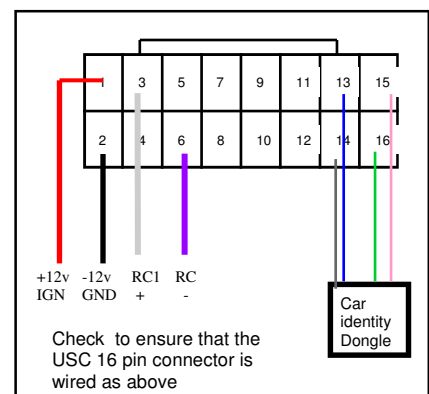 1 3 5 7 9 11 13 15
2 4 6 8 10 12 14 16
+12v -12v RC1 RC
IGN GND + -
Car
identity
Dongle
Check to ensure that the
USC 16 pin connector is
wired as above